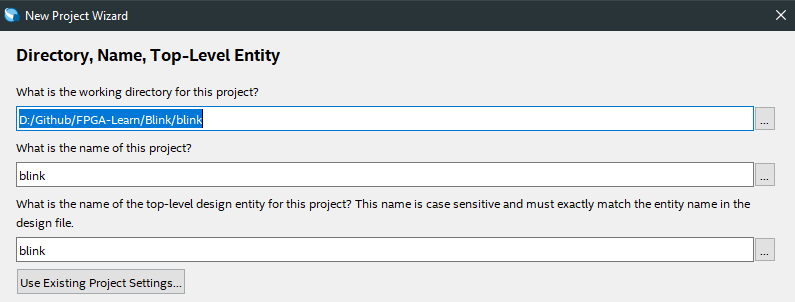 New Project Wizard
Directory, Name, Top-Level Entity
What is the working directory for this project?
D:/Github/FPGA-Learn/Blink/blink
...
What is the name of this project?
blink
...
What is the name of the top-level design entity for this project? This name is case sensitive and must exactly match the entity name in the
design file.
blink
...
Use Existing Project Settings...